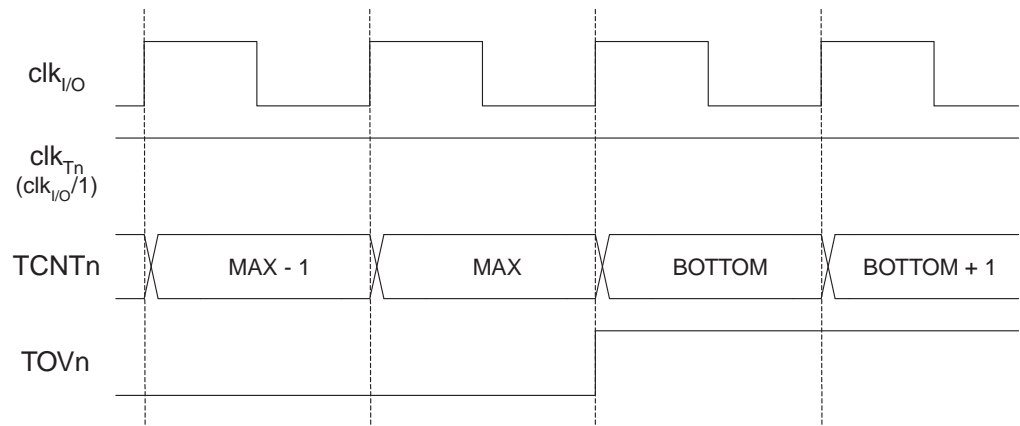 clkI/O
clkTn
(clkI/O/1)
TCNTn MAX - 1 MAX BOTTOM BOTTOM + 1
TOVn